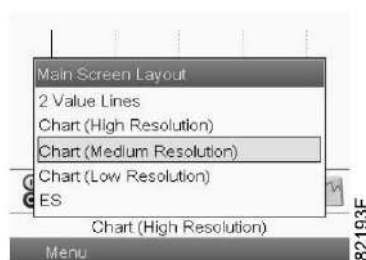 Main Screen Layout
2 Value Lines
Chart (High Resolution)
Chart (Medium Resolution)
Chart (Low Resolution)
ES
Chart (High Resolution)
Menu
82193F